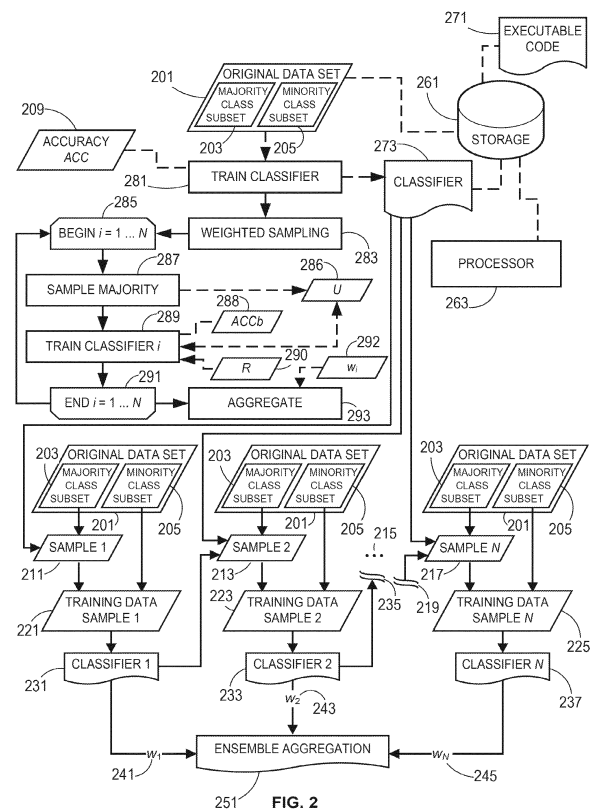 271
EXECUTABLE
CODE
201
ORIGINAL DATA SET
MAJORITY
CLASS
SUBSET
MINORITY
CLASS
SUBSET
203
205
261
STORAGE
209
ACCURACY
ACC
273
281
TRAIN CLASSIFIER
CLASSIFIER
285
BEGIN i = 1 ... N
WEIGHTED SAMPLING
283
287
SAMPLE MAJORITY
286
U
PROCESSOR
263
288
289
ACCb
TRAIN CLASSIFIER i
290
R
292
wi
291
END i = 1 ... N
AGGREGATE
293
203
ORIGINAL DATA SET
MAJORITY
CLASS
SUBSET
MINORITY
CLASS
SUBSET
201
205
203
ORIGINAL DATA SET
MAJORITY
CLASS
SUBSET
MINORITY
CLASS
SUBSET
201
205
203
ORIGINAL DATA SET
MAJORITY
CLASS
SUBSET
MINORITY
CLASS
SUBSET
201
205
SAMPLE 1
211
SAMPLE 2
213
215
...
235
219
SAMPLE N
217
221
TRAINING DATA
SAMPLE 1
223
TRAINING DATA
SAMPLE 2
TRAINING DATA
SAMPLE N
225
CLASSIFIER 1
231
CLASSIFIER 2
233
CLASSIFIER N
237
w2
243
w1
241
ENSEMBLE AGGREGATION
251
wN
245
FIG. 2